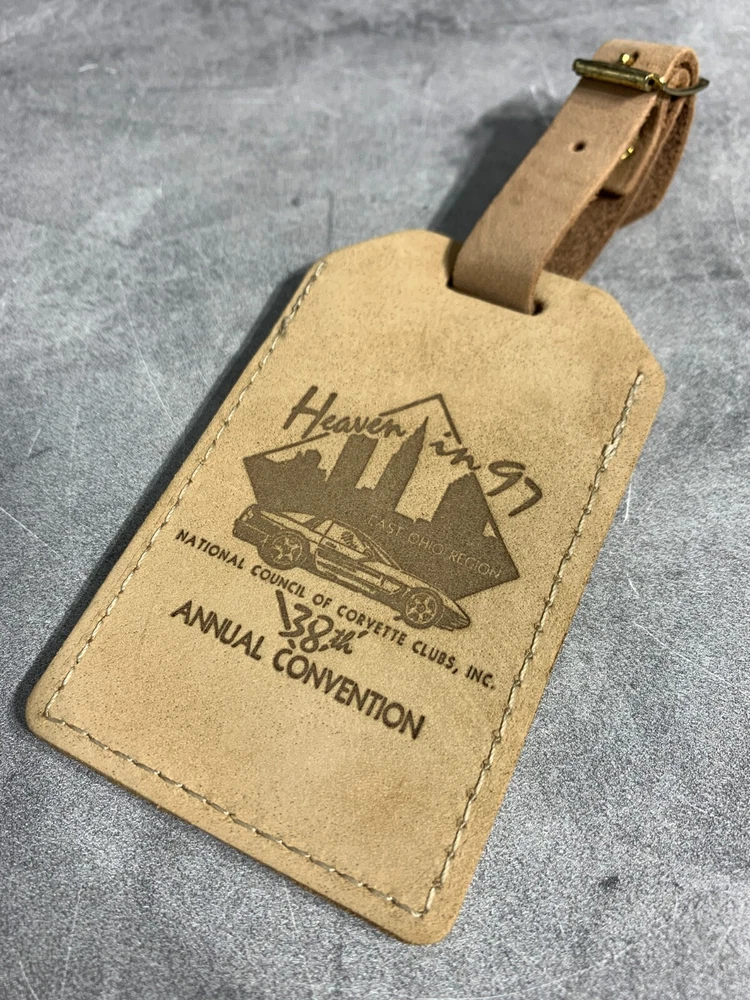 Heaven in 97
EAST OHIO REGION
NATIONAL COUNCIL OF CORVETTE CLUBS, INC.
38th
ANNUAL CONVENTION